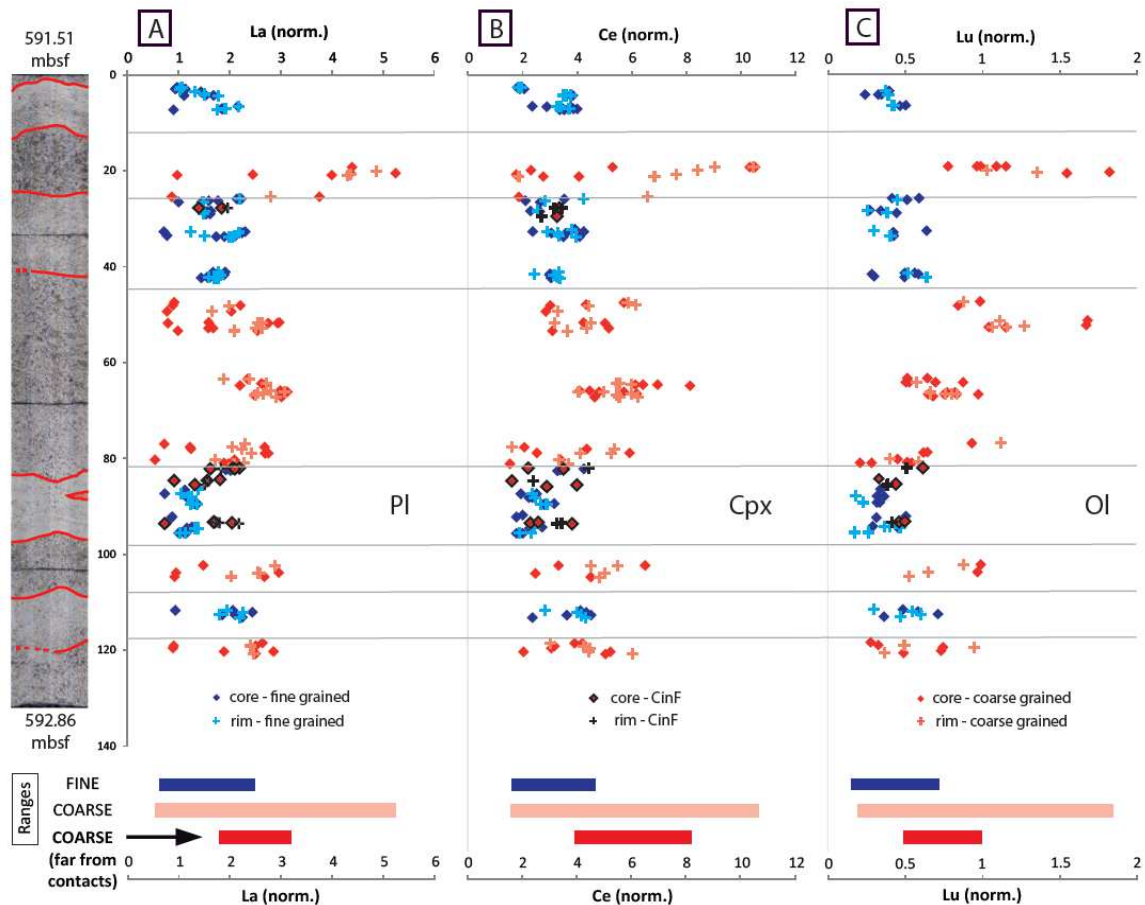 A
La (norm.)
0 1 2 3 4 5 6
B
Ce (norm.)
0 2 4 6 8 10 12
C
Lu (norm.)
0 0.5 1 1.5 2
591.51
mbsf
0
20
40
60
80
100
120
140
Pl
Cpx
Ol
core - fine grained
rim - fine grained
core - CinF
rim - CinF
core - coarse grained
rim - coarse grained
592.86
mbsf
Ranges
FINE
COARSE
COARSE
(far from
contacts)
0 1 2 3 4 5 6
La (norm.)
0 2 4 6 8 10 12
Ce (norm.)
0 0.5 1 1.5 2
Lu (norm.)